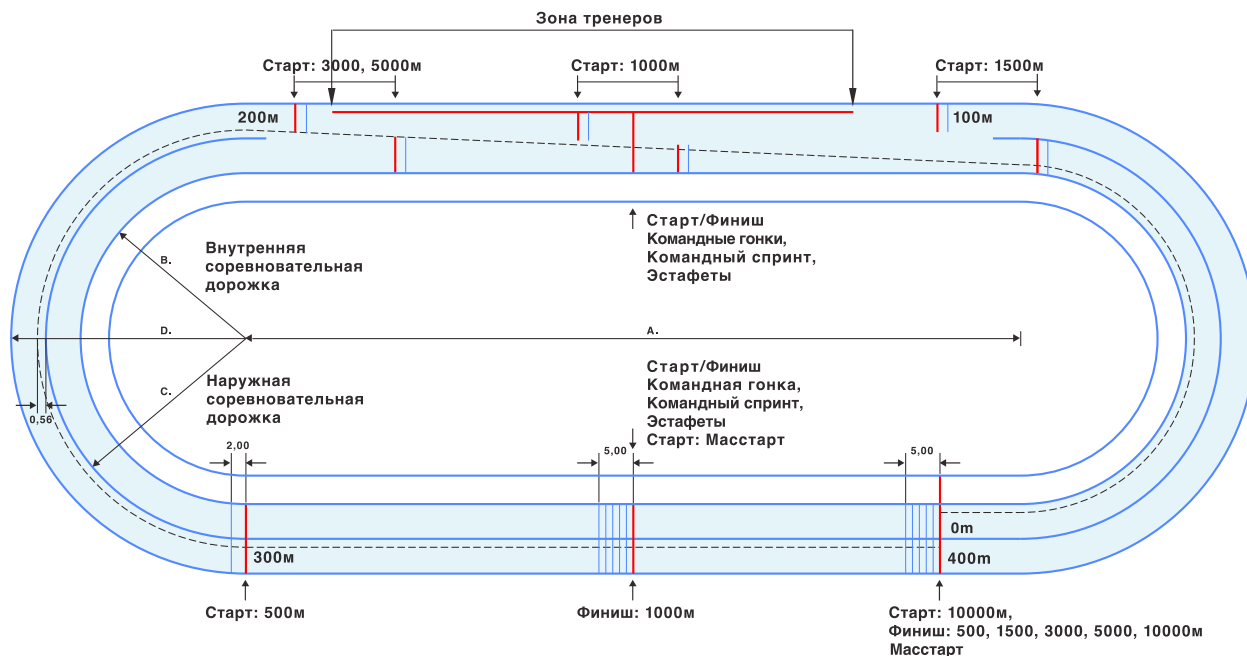 Зона тренеров
Старт: 3000, 5000м
Старт: 1000м
Старт: 1500м
200м
100м
Старт/Финиш
Командные гонки,
Командный спринт,
Эстафеты
Внутренняя
соревновательная
дорожка
B.
D.
A.
C.
Наружная
соревновательная
дорожка
Старт/Финиш
Командная гонка,
Командный спринт,
Эстафеты
Старт: Масстарт
0,56
2,00
5,00
5,00
0m
300м
400m
Старт: 500м
Финиш: 1000м
Старт: 10000м,
Финиш: 500, 1500, 3000, 5000, 10000м
Масстарт